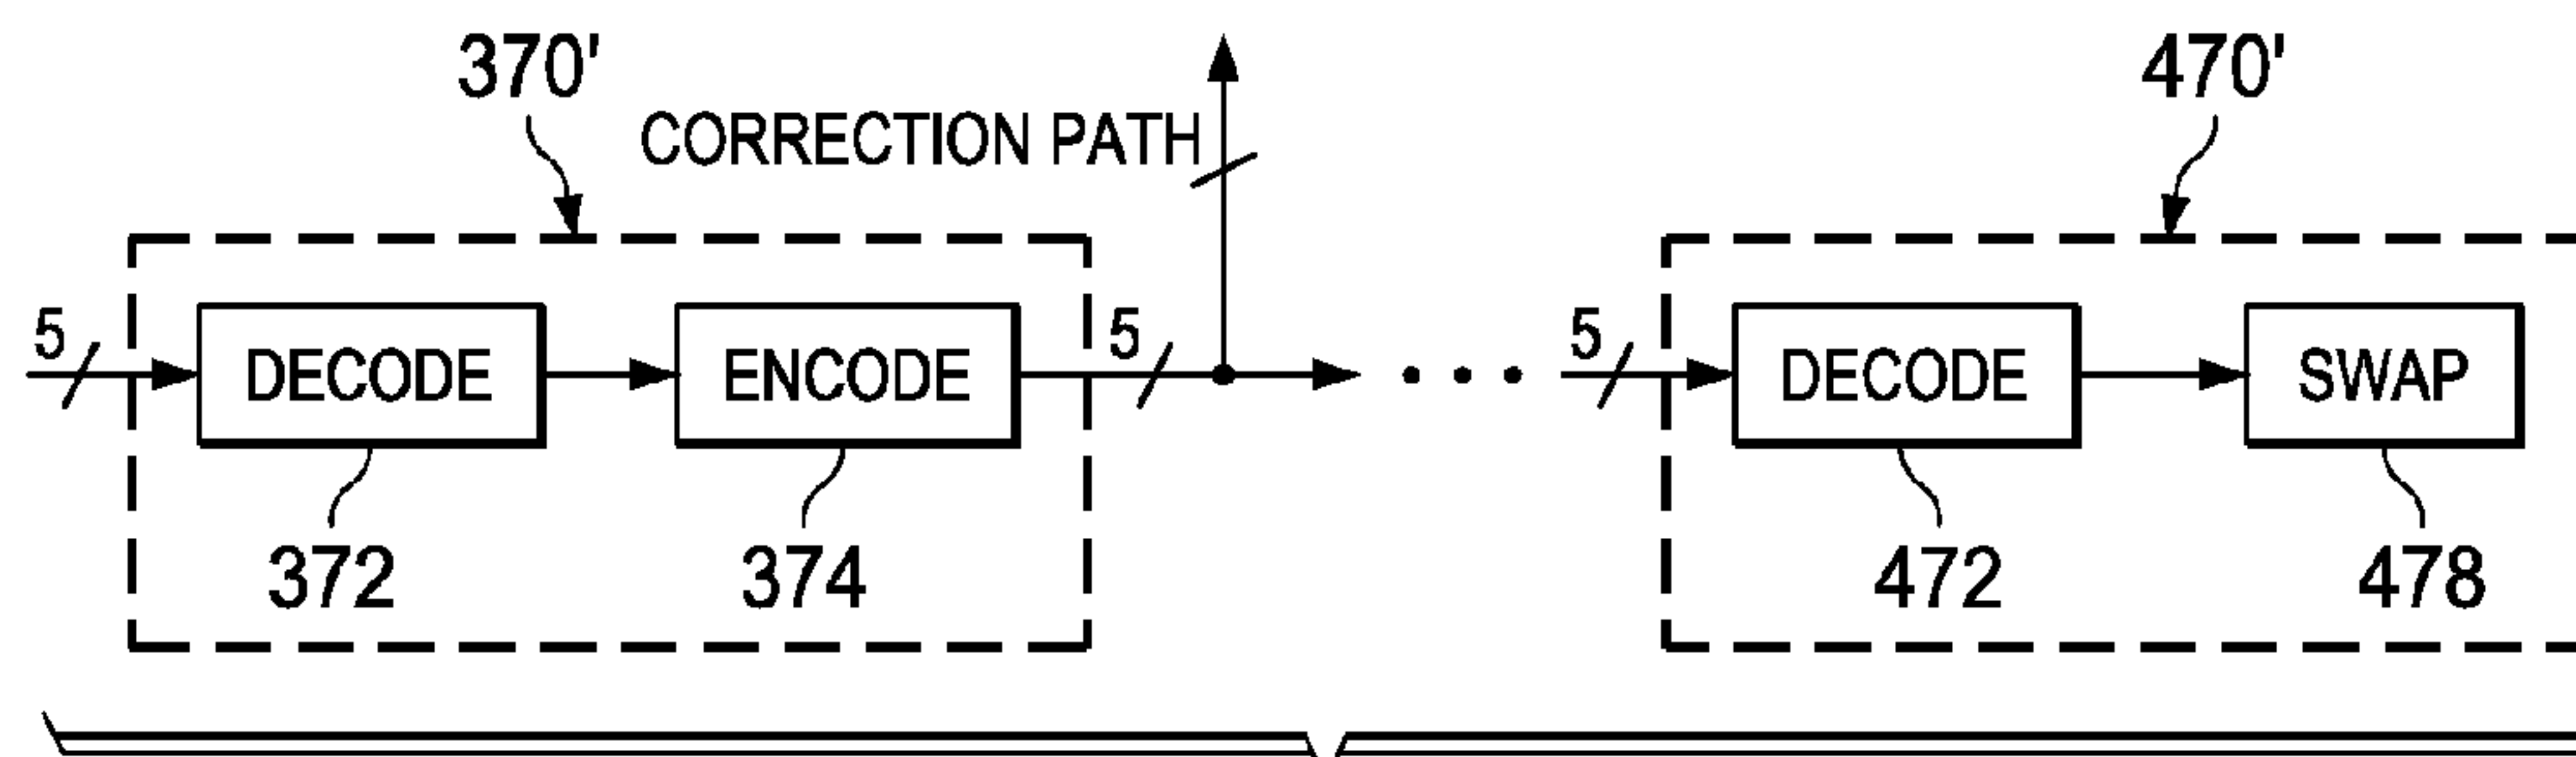 370'
470'
CORRECTION PATH
5
DECODE
ENCODE
5
5
DECODE
SWAP
372
374
472
478